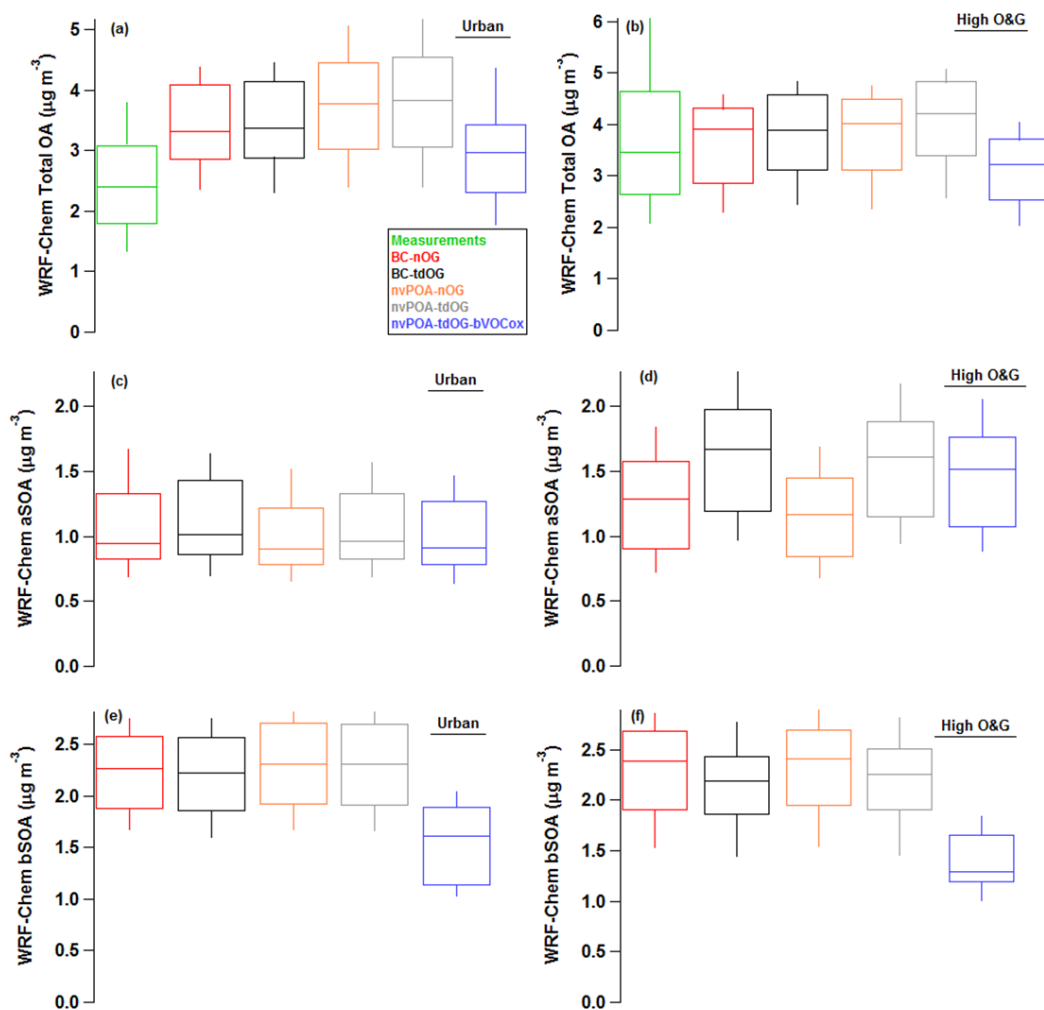 (a)
Urban
WRF-Chem Total OA (µg m⁻³)
5
4
3
2
1
0
Measurements
BC-nOG
BC-tdOG
nvPOA-nOG
nvPOA-tdOG
nvPOA-tdOG-bVOCox
(b)
High O&G
WRF-Chem Total OA (µg m⁻³)
6
5
4
3
2
1
0
(c)
Urban
WRF-Chem aSOA (µg m⁻³)
2.0
1.5
1.0
0.5
0.0
(d)
High O&G
WRF-Chem aSOA (µg m⁻³)
2.0
1.5
1.0
0.5
0.0
(e)
Urban
WRF-Chem bSOA (µg m⁻³)
2.5
2.0
1.5
1.0
0.5
0.0
(f)
High O&G
WRF-Chem bSOA (µg m⁻³)
2.5
2.0
1.5
1.0
0.5
0.0